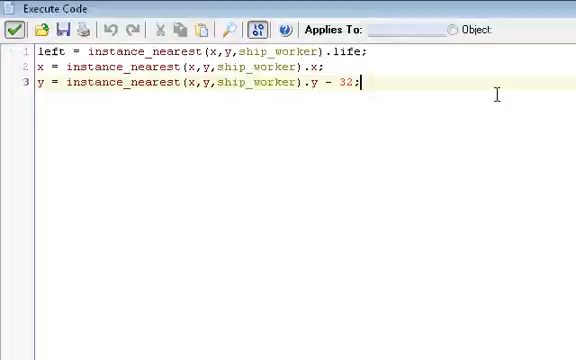 Execute Code
Applies To:
Object:
1 left = instance_nearest(x,y,ship_worker).life;
2 x = instance_nearest(x,y,ship_worker).x;
3 y = instance_nearest(x,y,ship_worker).y - 32;